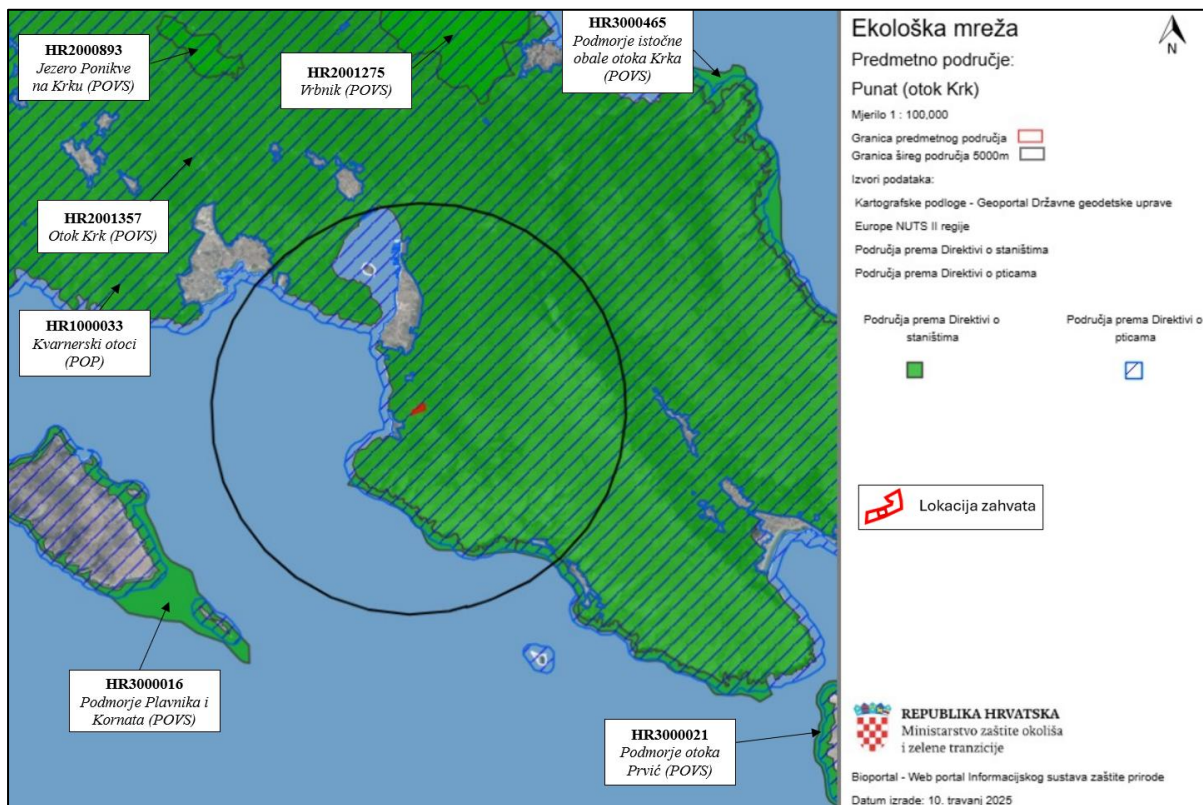 HR2000893
Jezero Ponikve
na Krku (POVS)
HR2001275
Vrbnik (POVS)
HR3000465
Podmorje istočne
obale otoka Krka
(POVS)
HR2001357
Otok Krk (POVS)
HR1000033
Kvarnerski otoci
(POP)
HR3000016
Podmorje Plavnika i
Kornata (POVS)
HR3000021
Podmorje otoka
Prvić (POVS)
Ekološka mreža
N
Predmetno područje:
Punat (otok Krk)
Mjerilo 1 : 100,000
Granica predmetnog područja
Granica šireg područja 5000m
Izvori podataka:
Kartografske podloge - Geoportal Državne geodetske uprave
Europe NUTS II regije
Područja prema Direktivi o staništima
Područja prema Direktivi o pticama
Područja prema Direktivi o
staništima
Područja prema Direktivi o
pticama
Lokacija zahvata
REPUBLIKA HRVATSKA
Ministarstvo zaštite okoliša
i zelene tranzicije
Bioportal - Web portal Informacijskog sustava zaštite prirode
Datum izrade: 10. travanj 2025